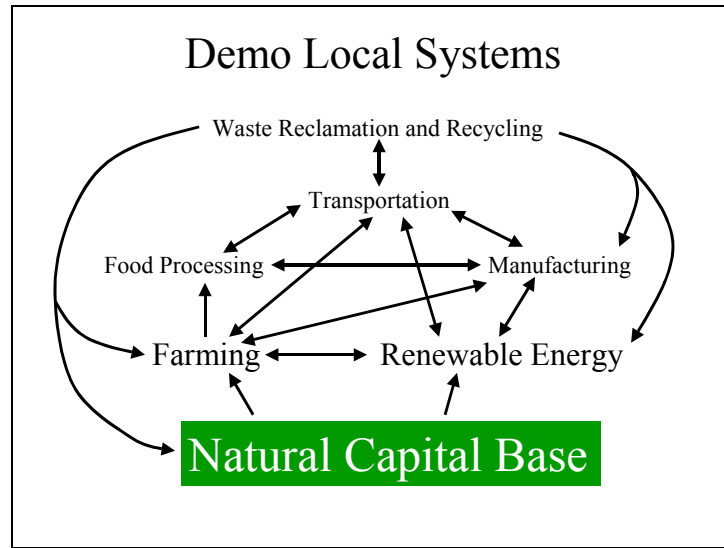 Demo Local Systems
Waste Reclamation and Recycling
Transportation
Food Processing
Manufacturing
Farming
Renewable Energy
Natural Capital Base